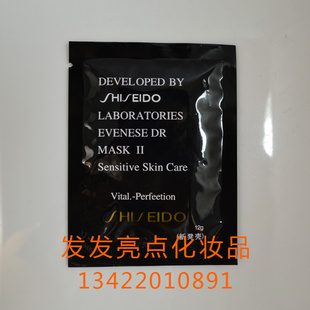 DEVELOPED BY
SHISEIDO
LABORATORIES
EVENESE DR
MASK II
Sensitive Skin Care
Vital.-Perfeetion
SHISEIDO
12g
发发亮点化妆品
13422010891